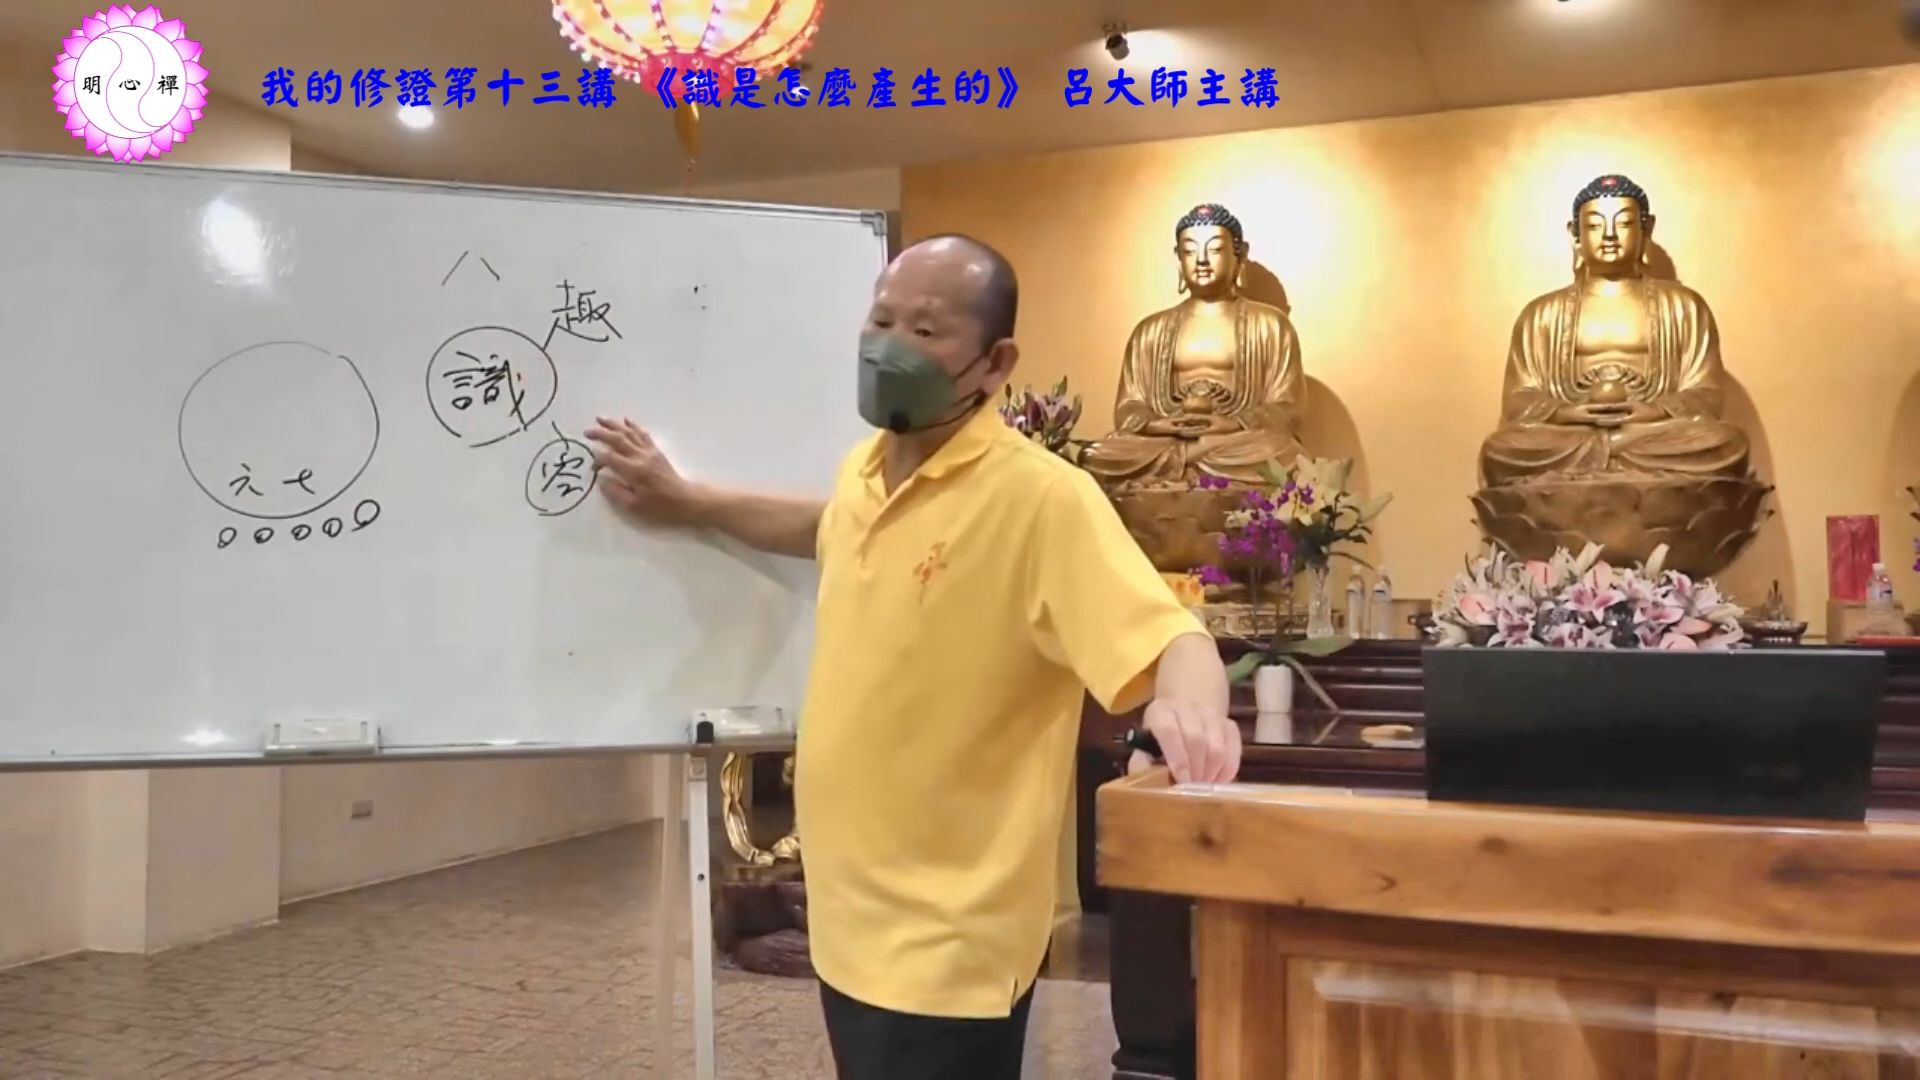 明心禪
我的修證第十三講 《識是怎麼產生的》 呂大師主講
八
趣
識
空
六 七